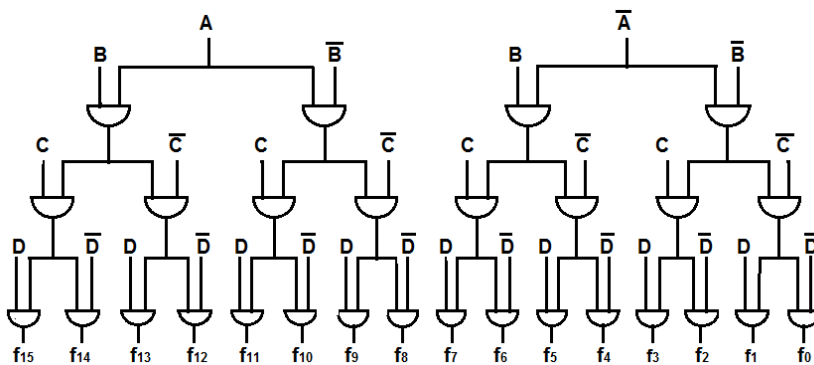 A A̅
B B̅ B B̅
C C̅ C C̅ C C̅ C C̅
D D̅ D D̅ D D̅ D D̅ D D̅ D D̅ D D̅ D D̅
f15 f14 f13 f12 f11 f10 f9 f8 f7 f6 f5 f4 f3 f2 f1 f0